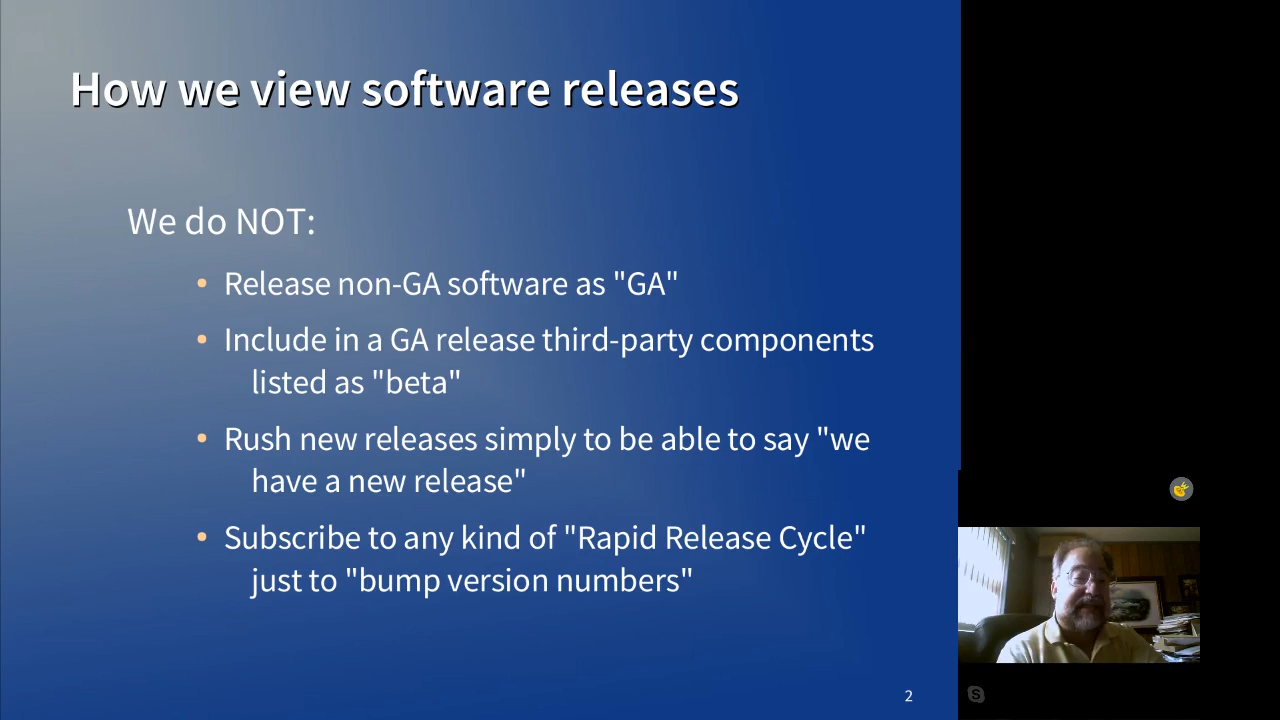 How we view software releases
We do NOT:
• Release non-GA software as "GA"
• Include in a GA release third-party components
listed as "beta"
• Rush new releases simply to be able to say "we
have a new release"
• Subscribe to any kind of "Rapid Release Cycle"
just to "bump version numbers"
2